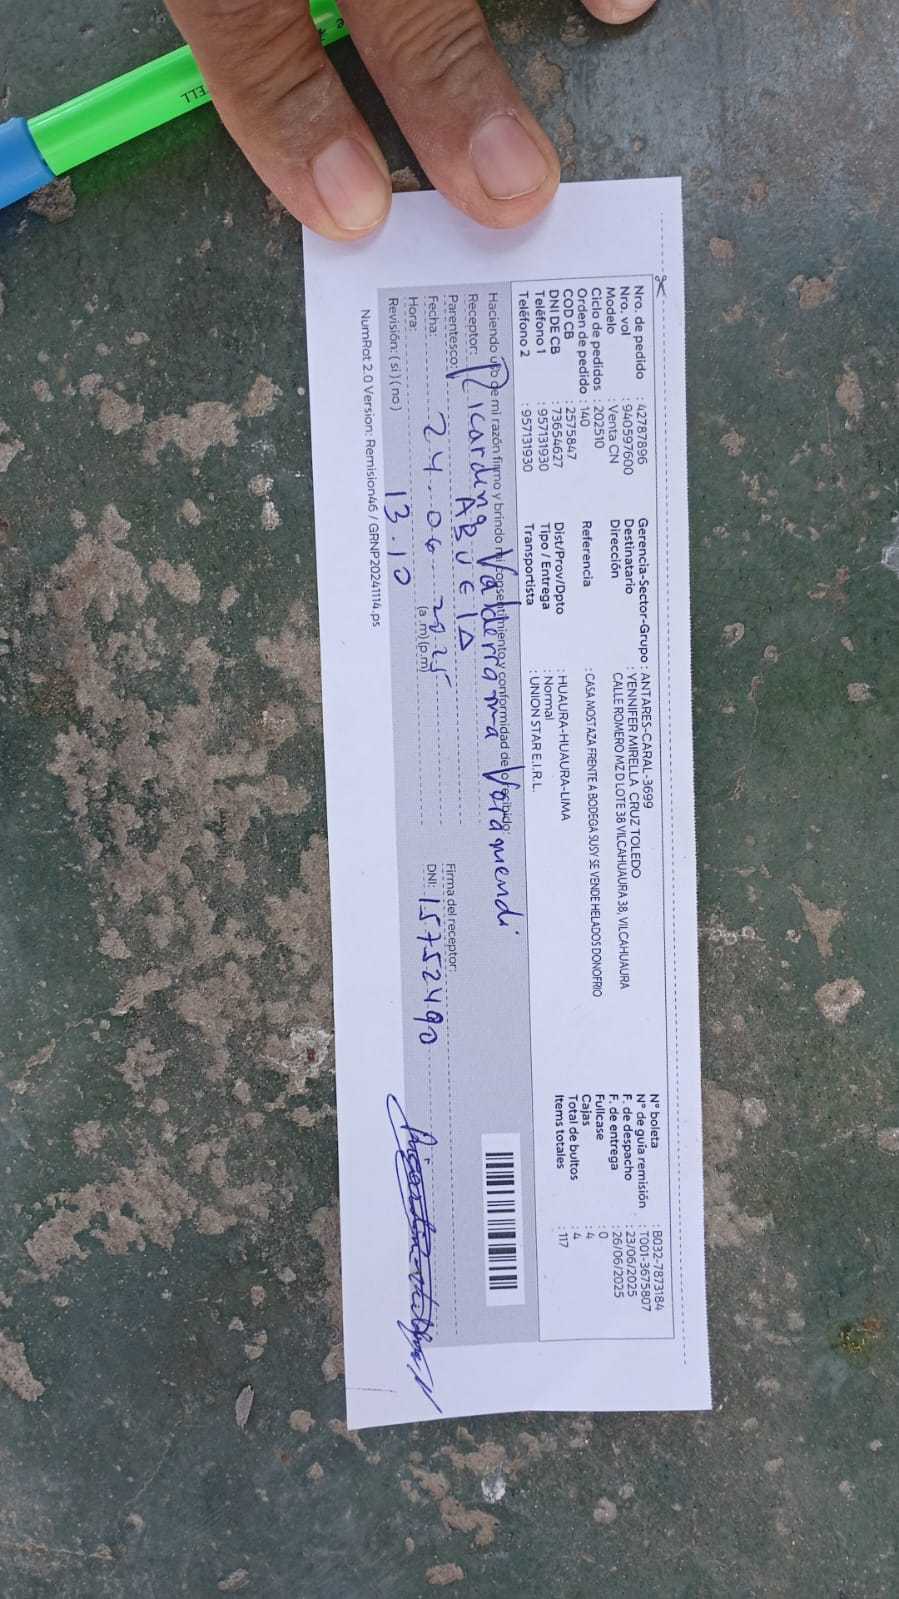 Nro. de pedido : 42787896
Nro. vol : 940597600
Modelo : Venta CN
Ciclo de pedidos : 202510
Orden de pedido : 140
COD CB : 2575847
DNI DE CB : 73654627
Teléfono 1 : 957131930
Teléfono 2 : 957131930
Gerencia-Sector-Grupo : ANTARES-CARAL-3699
Destinatario : YENNIFER MIRELLA CRUZ TOLEDO
Dirección CALLE ROMERO MZ D LOTE 38 VILCAHUAURA 38, VILCAHUAURA
Referencia : CASA MOSTAZA FRENTE A BODEGA SUSY SE VENDE HELADOS DONOFRIO
Dist/Prov/Dpto : HUAURA-HUAURA-LIMA
Tipo / Entrega : Normal
Transportista : UNION STAR E.I.R.L.
N° boleta : B032-7873184
N° de guía remisión : T001-3675807
F. de despacho : 23/06/2025
F. de entrega : 26/06/2025
Fullcase : 0
Cajas : 4
Total de bultos : 4
Items totales : 117
Haciendo uso de mi razón firmo y brindo mi consentimiento y conformidad de lo recibido:
Receptor: Ricardina Valderrama
Parentesco: ABUElA
Fecha: 24.06 2025
Hora: 13.10 (a .m) (p.m)
Revisión: ( si ) ( no )
Firma del receptor:
DNI: 15752490
NumRot 2.0 Version: Remision46 / GRNP20241114.ps
ELL